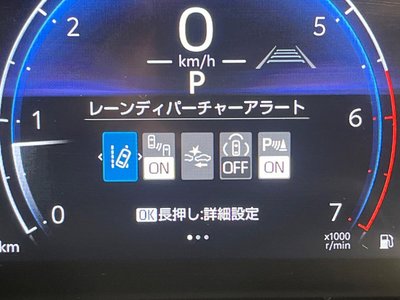 2 0 5
km/h
P
レーンディパーチャーアラート
1 6
ON OFF P ON
0 OK長押し:詳細設定 7
km x1000
r/min